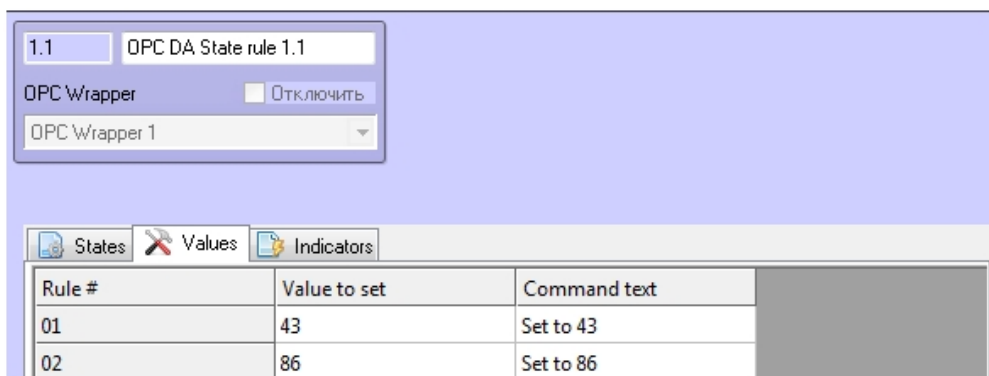 1.1 OPC DA State rule 1.1
OPC Wrapper Отключить
OPC Wrapper 1
States Values Indicators
Rule # Value to set Command text
01 43 Set to 43
02 86 Set to 86